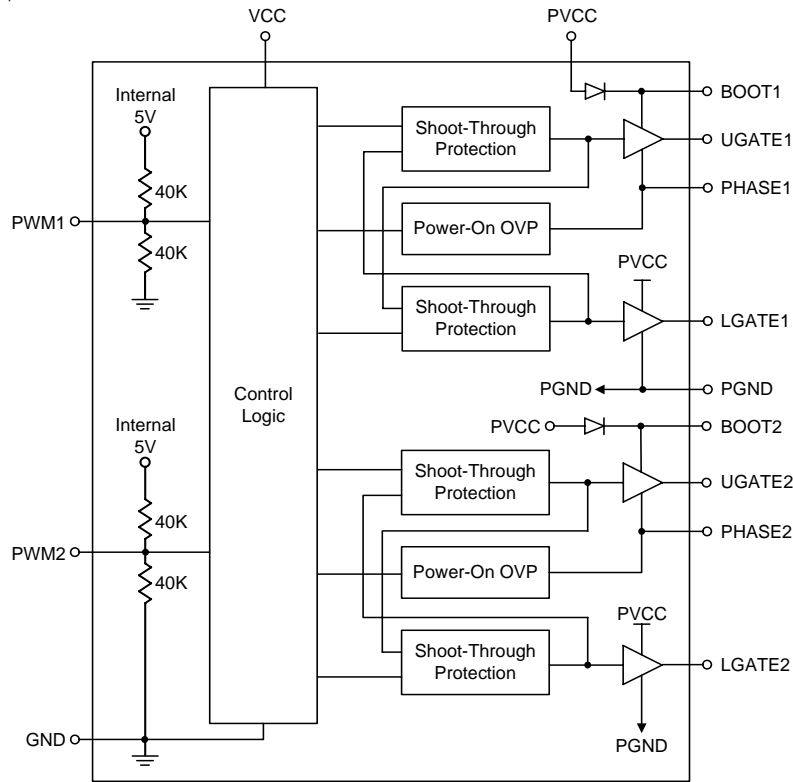 VCC
PVCC
Internal
5V
BOOT1
Shoot-Through
Protection
UGATE1
40K
PHASE1
PWM1
Power-On OVP
40K
PVCC
Shoot-Through
Protection
LGATE1
Control
Logic
PGND
PGND
Internal
5V
PVCC
BOOT2
Shoot-Through
Protection
UGATE2
40K
PHASE2
PWM2
Power-On OVP
40K
PVCC
Shoot-Through
Protection
LGATE2
GND
PGND